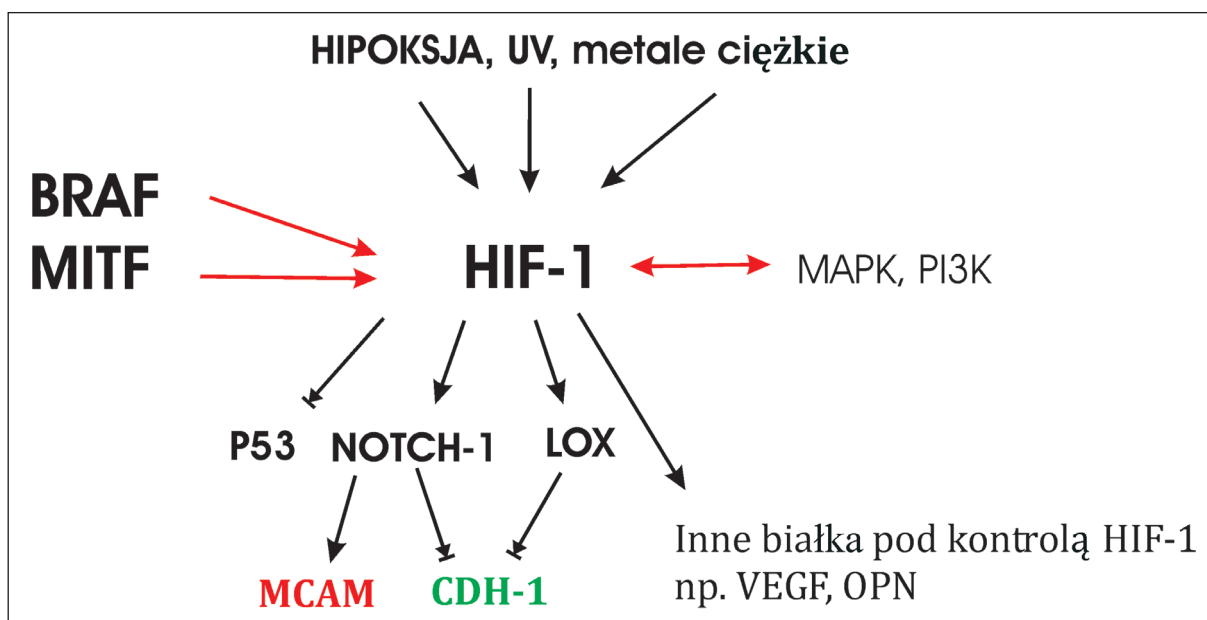 HIPOKSJA, UV, metale ciężkie
BRAF
MITF
HIF-1
MAPK, PI3K
P53
NOTCH-1
LOX
MCAM
CDH-1
Inne białka pod kontrolą HIF-1
np. VEGF, OPN